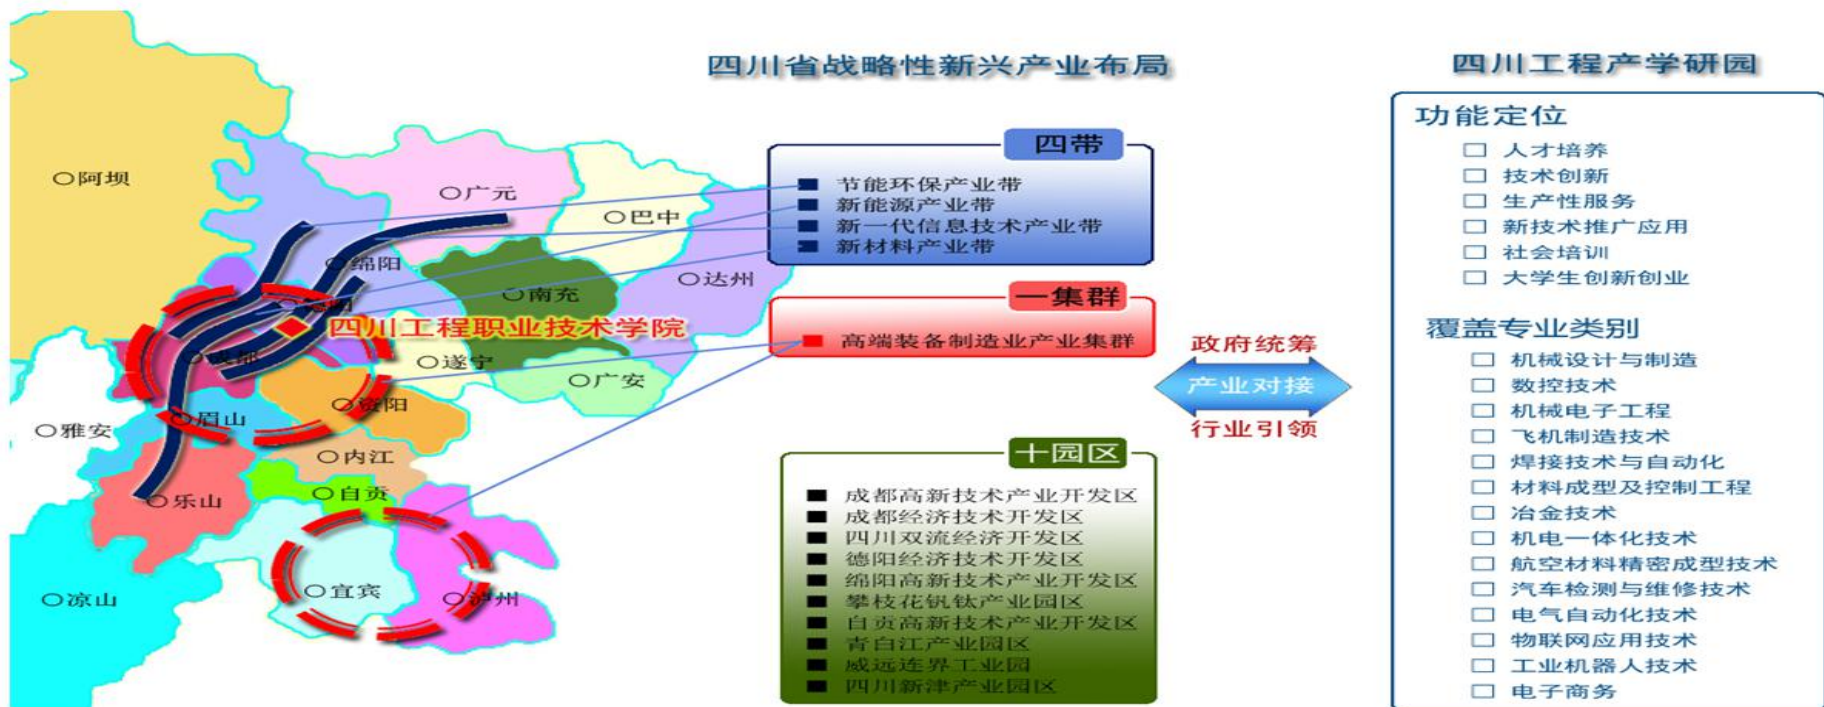 四川省战略性新兴产业布局
四川工程产学研园
阿坝
广元
巴中
绵阳
达州
南充
四川工程职业技术学院
成都
遂宁
广安
资阳
眉山
雅安
内江
自贡
乐山
宜宾
泸州
凉山
四带
节能环保产业带
新能源产业带
新一代信息技术产业带
新材料产业带
一集群
高端装备制造业产业集群
十园区
成都高新技术产业开发区
成都经济技术开发区
四川双流经济开发区
德阳经济技术开发区
绵阳高新技术产业开发区
攀枝花钒钛产业园区
自贡高新技术产业开发区
青白江产业园区
威远连界工业园
四川新津产业园区
政府统筹
产业对接
行业引领
功能定位
人才培养
技术创新
生产性服务
新技术推广应用
社会培训
大学生创新创业
覆盖专业类别
机械设计与制造
数控技术
机械电子工程
飞机制造技术
焊接技术与自动化
材料成型及控制工程
冶金技术
机电一体化技术
航空材料精密成型技术
汽车检测与维修技术
电气自动化技术
物联网应用技术
工业机器人技术
电子商务